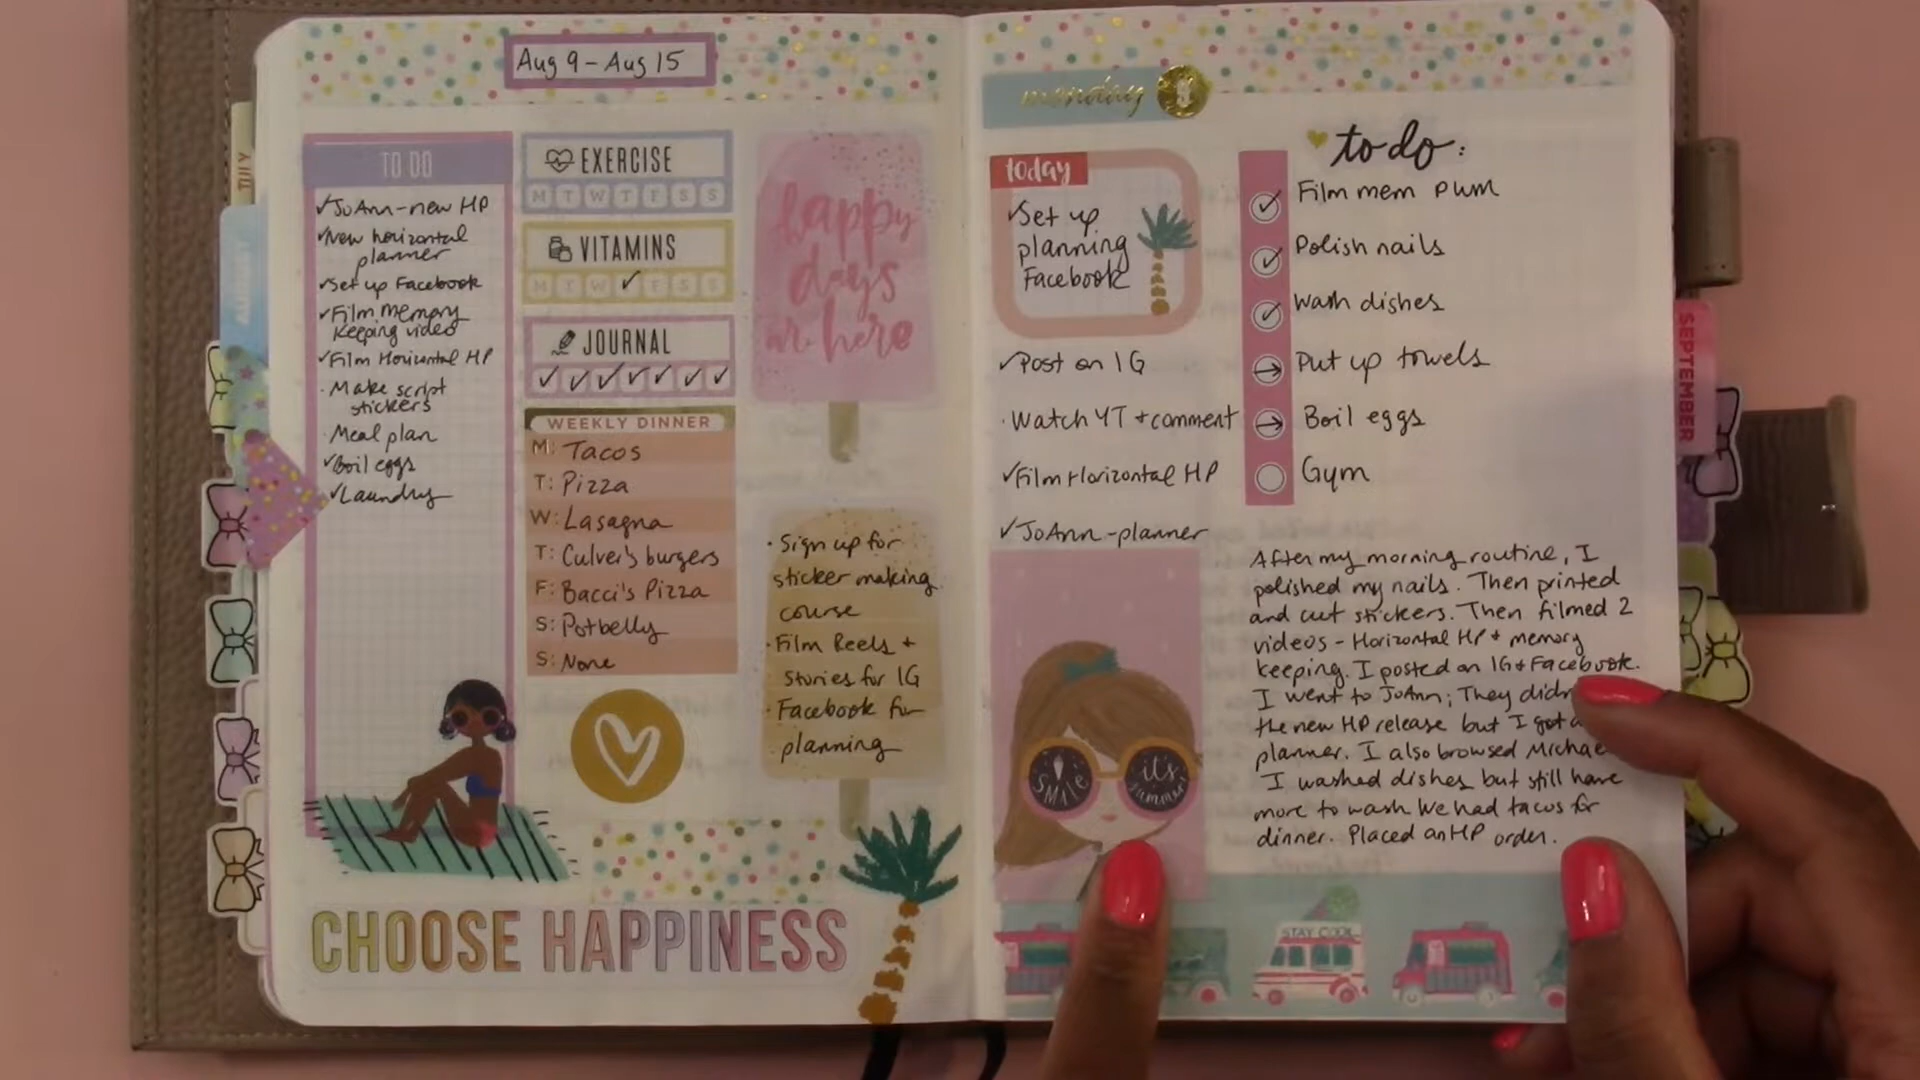 Aug 9 - Aug 15
TO DO
✓JoAnn-new HP
✓New horizontal
planner
✓Set up Facebook
✓Film memory
keeping video
✓Film Horizontal HP
· Make script
stickers
· Meal plan
✓Boil eggs
✓Laundry
EXERCISE
M T W T F S S
VITAMINS
M T W ✓ F S S
JOURNAL
✓ ✓ ✓ ✓ ✓ ✓ ✓
WEEKLY DINNER
M: Tacos
T: Pizza
W: Lasagna
T: Culver's burgers
F: Bacci's Pizza
S: Potbelly
S: None
happy
days
are here
· Sign up for
sticker making
course
· Film Reels +
stories for IG
· Facebook for
planning
CHOOSE HAPPINESS
TILLY
AUGUST
monday
today
✓Set up
planning
Facebook
✓Post on IG
· Watch YT + comment
✓Film Horizontal HP
✓JoAnn-planner
to do:
Film mem pum
Polish nails
Wash dishes
Put up towels
Boil eggs
Gym
SMILE
it's
summer
After my morning routine, I
polished my nails. Then printed
and cut stickers. Then filmed 2
videos - Horizontal HP + memory
keeping. I posted on IG & Facebook.
I went to JoAnn; They
the new HP release but I got a
planner. I also browsed
I washed dishes but still have
more to wash We had tacos for
dinner. Placed an HP order.
STAY COOL
SEPTEMBER